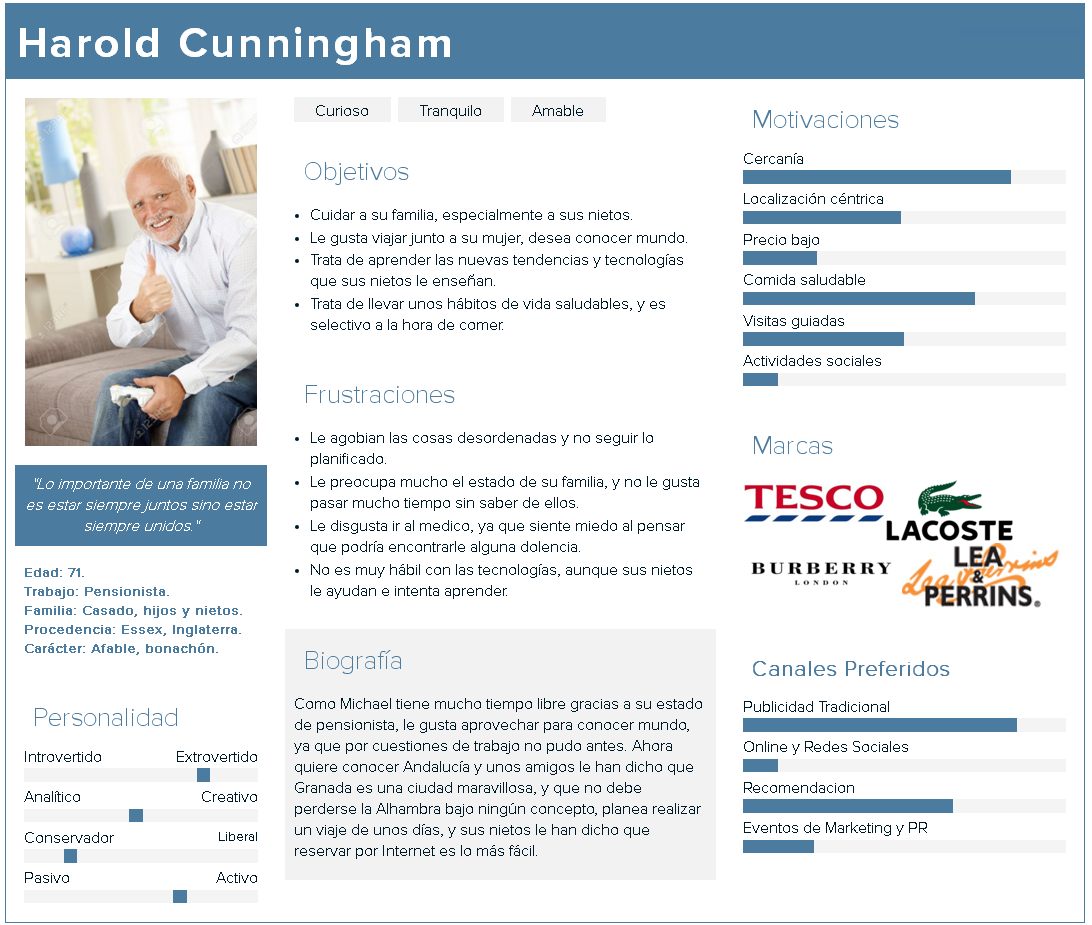 Harold Cunningham
"Lo importante de una familia no
es estar siempre juntos sino estar
siempre unidos."
Edad: 71.
Trabajo: Pensionista.
Familia: Casado, hijos y nietos.
Procedencia: Essex, Inglaterra.
Carácter: Afable, bonachón.
Personalidad
Introvertido Extrovertido
Analítico Creativo
Conservador Liberal
Pasivo Activo
Curioso Tranquilo Amable
Objetivos
• Cuidar a su familia, especialmente a sus nietos.
• Le gusta viajar junto a su mujer, desea conocer mundo.
• Trata de aprender las nuevas tendencias y tecnologías
que sus nietos le enseñan.
• Trata de llevar unos hábitos de vida saludables, y es
selectivo a la hora de comer.
Frustraciones
• Le agobian las cosas desordenadas y no seguir lo
planificado.
• Le preocupa mucho el estado de su familia, y no le gusta
pasar mucho tiempo sin saber de ellos.
• Le disgusta ir al medico, ya que siente miedo al pensar
que podría encontrarle alguna dolencia.
• No es muy hábil con las tecnologías, aunque sus nietos
le ayudan e intenta aprender.
Biografía
Como Michael tiene mucho tiempo libre gracias a su estado
de pensionista, le gusta aprovechar para conocer mundo,
ya que por cuestiones de trabajo no pudo antes. Ahora
quiere conocer Andalucía y unos amigos le han dicho que
Granada es una ciudad maravillosa, y que no debe
perderse la Alhambra bajo ningún concepto, planea realizar
un viaje de unos días, y sus nietos le han dicho que
reservar por Internet es lo más fácil.
Motivaciones
Cercanía
Localización céntrica
Precio bajo
Comida saludable
Visitas guiadas
Actividades sociales
Marcas
TESCO
LACOSTE
BURBERRY
LONDON
Lea & Perrins
LEA
&
PERRINS®
Canales Preferidos
Publicidad Tradicional
Online y Redes Sociales
Recomendacion
Eventos de Marketing y PR